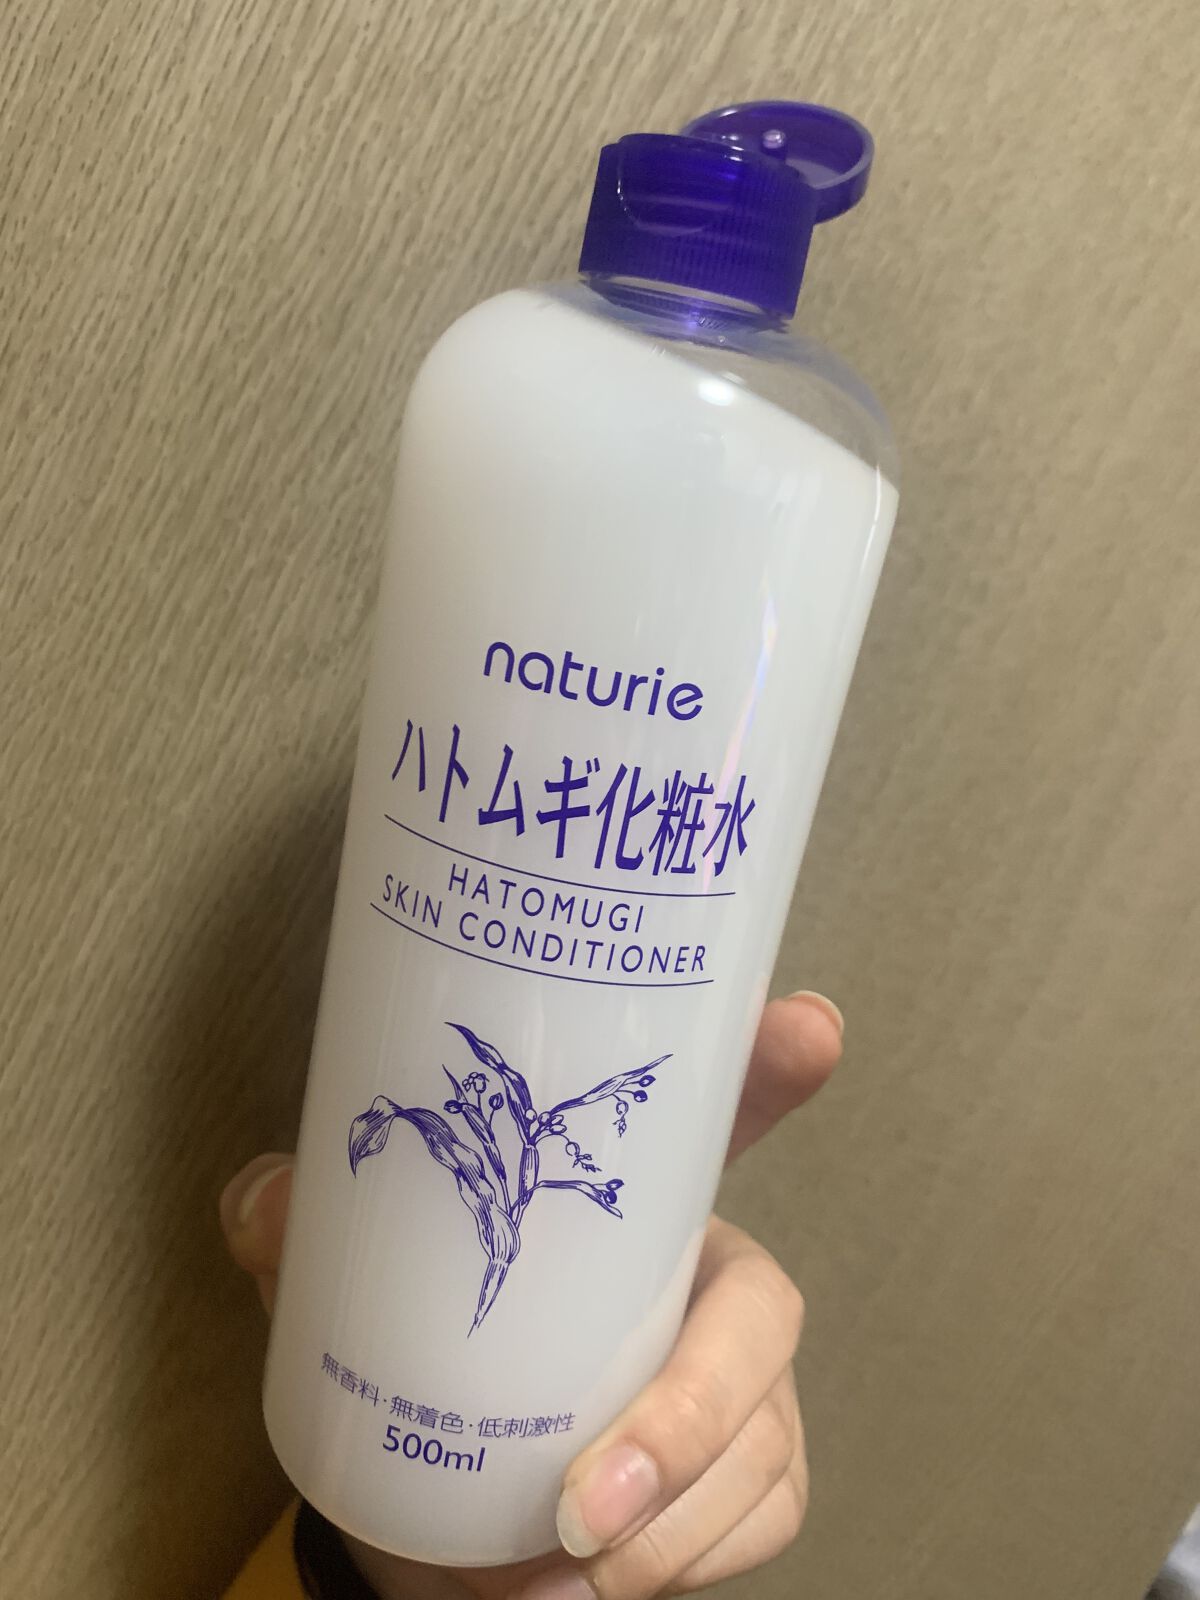 naturie
ハトムギ化粧水
HATOMUGI
SKIN CONDITIONER
無香料・無着色・低刺激性
500ml